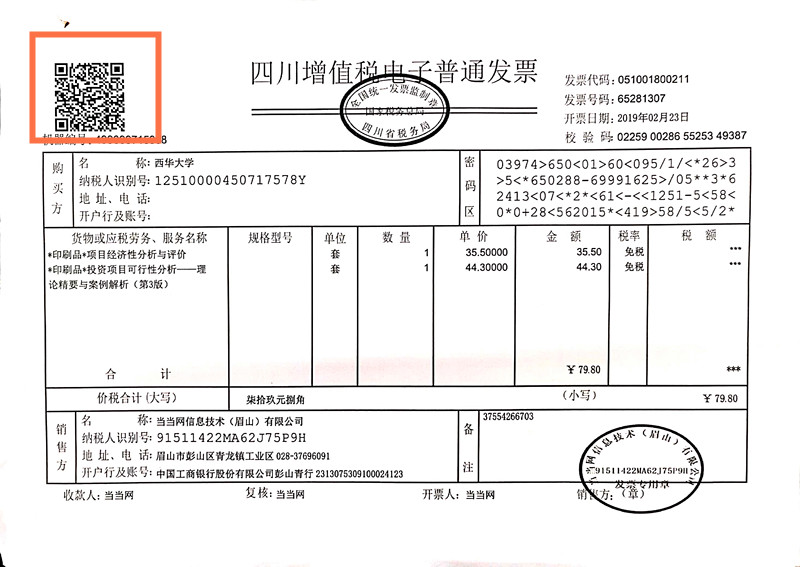 四川增值税电子普通发票
全国统一发票监制章
国家税务总局
四川省税务局
发票代码: 051001800211
发票号码: 65281307
开票日期: 2019年02月23日
校 验 码: 02259 00286 55253 49387
机器编号:
购买方
名 称: 西华大学
纳税人识别号: 12510000450717578Y
地 址、电 话:
开户行及账号:
密码区
03974>650<01>60<095/1/<*26>3
>5<*650288-69991625>/05**3*6
2413<07<*2*<61<-<<1251-5<58<
0*0+28<562015*<419>58/5<5/2*
货物或应税劳务、服务名称 规格型号 单位 数 量 单 价 金 额 税率 税 额
*印刷品*项目经济性分析与评价 套 1 35.50000 35.50 免税 ***
*印刷品*投资项目可行性分析——理 套 1 44.30000 44.30 免税 ***
论精要与案例解析（第3版）
合 计 ￥79.80 ***
价税合计(大写) 柒拾玖元捌角 (小写) ￥79.80
销售方
名 称: 当当网信息技术（眉山）有限公司
纳税人识别号: 91511422MA62J75P9H
地 址、电 话: 眉山市彭山区青龙镇工业区 028-37696091
开户行及账号: 中国工商银行股份有限公司彭山青行 2313075309100024123
备注
37554266703
当当网信息技术（眉山）有限公司
91511422MA62J75P9H
发票专用章
收款人: 当当网 复核: 当当网 开票人: 当当网 销售方: (章)